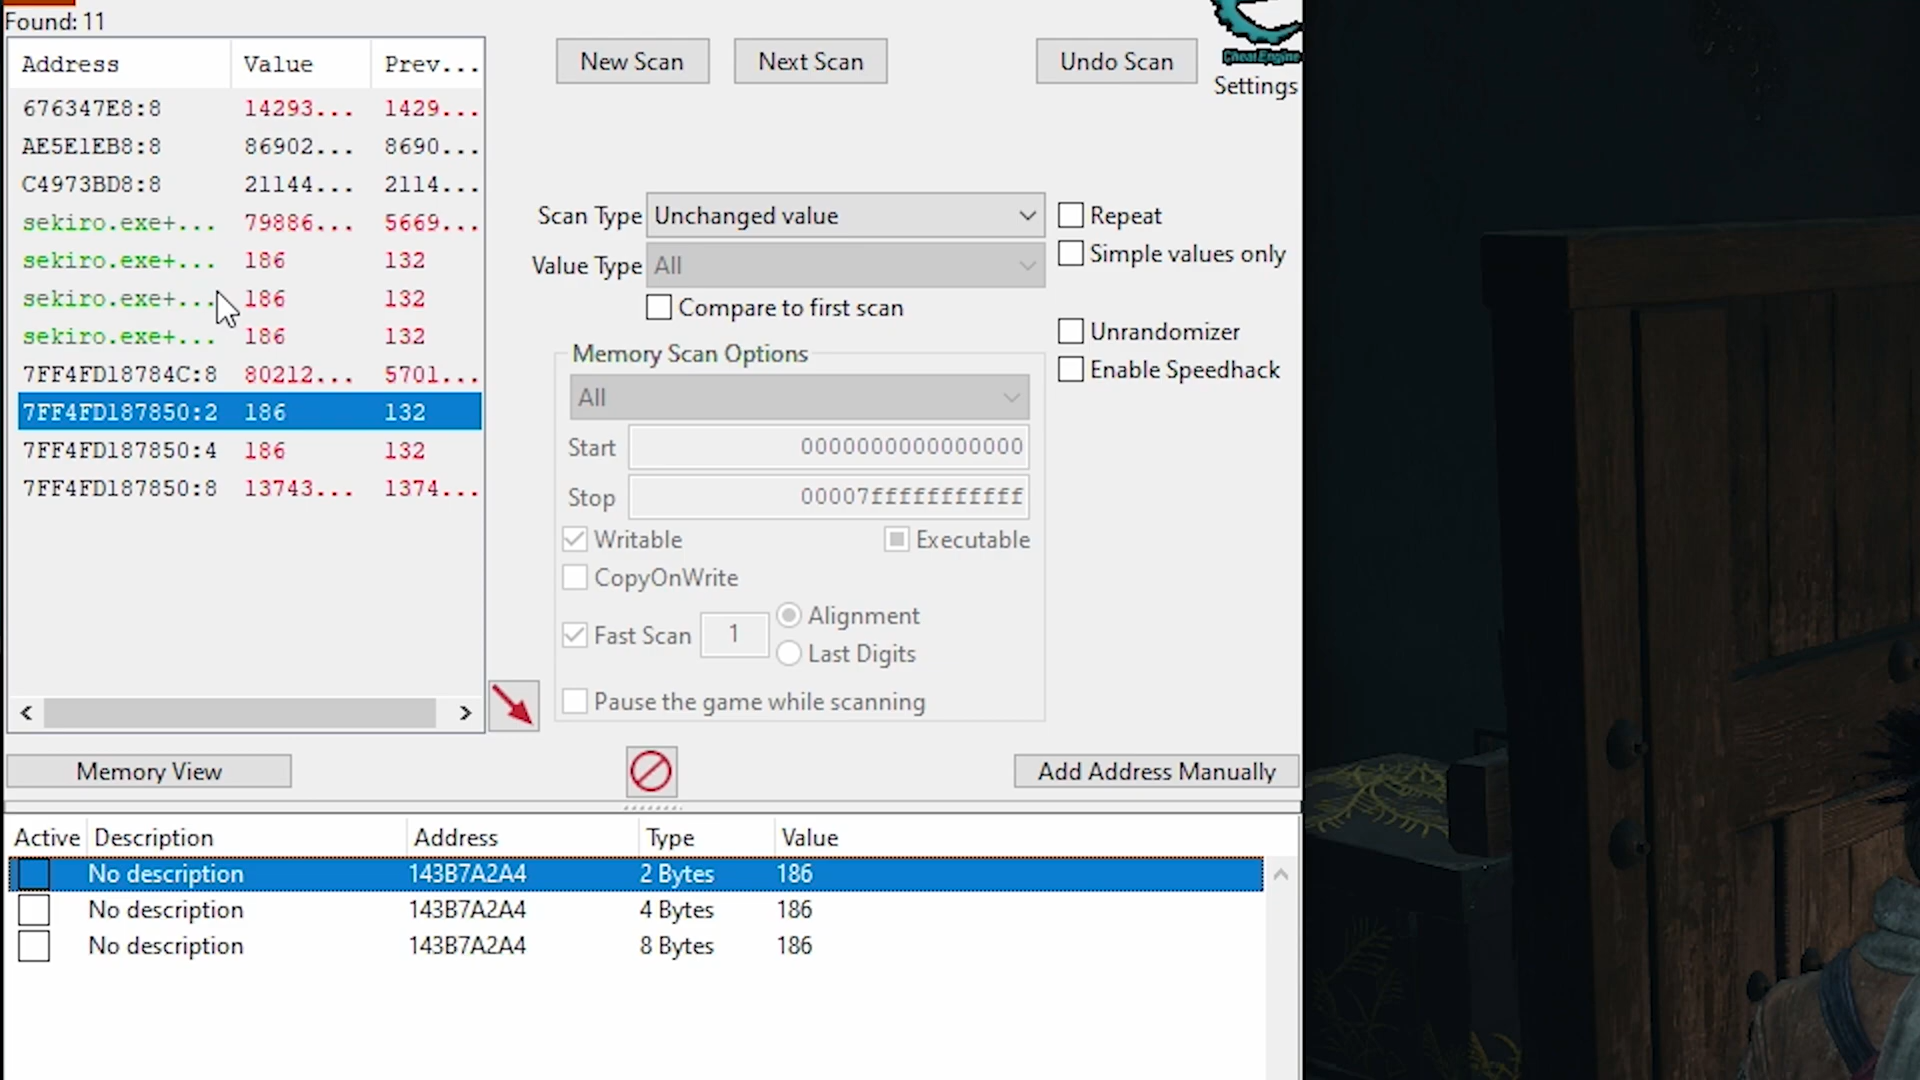 Found: 11
Address Value Prev...
676347E8:8 14293... 1429...
AE5E1EB8:8 86902... 8690...
C4973BD8:8 21144... 2114...
sekiro.exe+... 79886... 5669...
sekiro.exe+... 186 132
sekiro.exe+... 186 132
sekiro.exe+... 186 132
7FF4FD18784C:8 80212... 5701...
7FF4FD187850:2 186 132
7FF4FD187850:4 186 132
7FF4FD187850:8 13743... 1374...
New Scan Next Scan Undo Scan
Cheat Engine
Settings
Scan Type Unchanged value Repeat
Simple values only
Value Type All
Compare to first scan
Unrandomizer
Enable Speedhack
Memory Scan Options
All
Start 0000000000000000
Stop 00007fffffffffff
Writable Executable
CopyOnWrite
Fast Scan 1 Alignment
Last Digits
Pause the game while scanning
Memory View Add Address Manually
Active Description Address Type Value
No description 143B7A2A4 2 Bytes 186
No description 143B7A2A4 4 Bytes 186
No description 143B7A2A4 8 Bytes 186